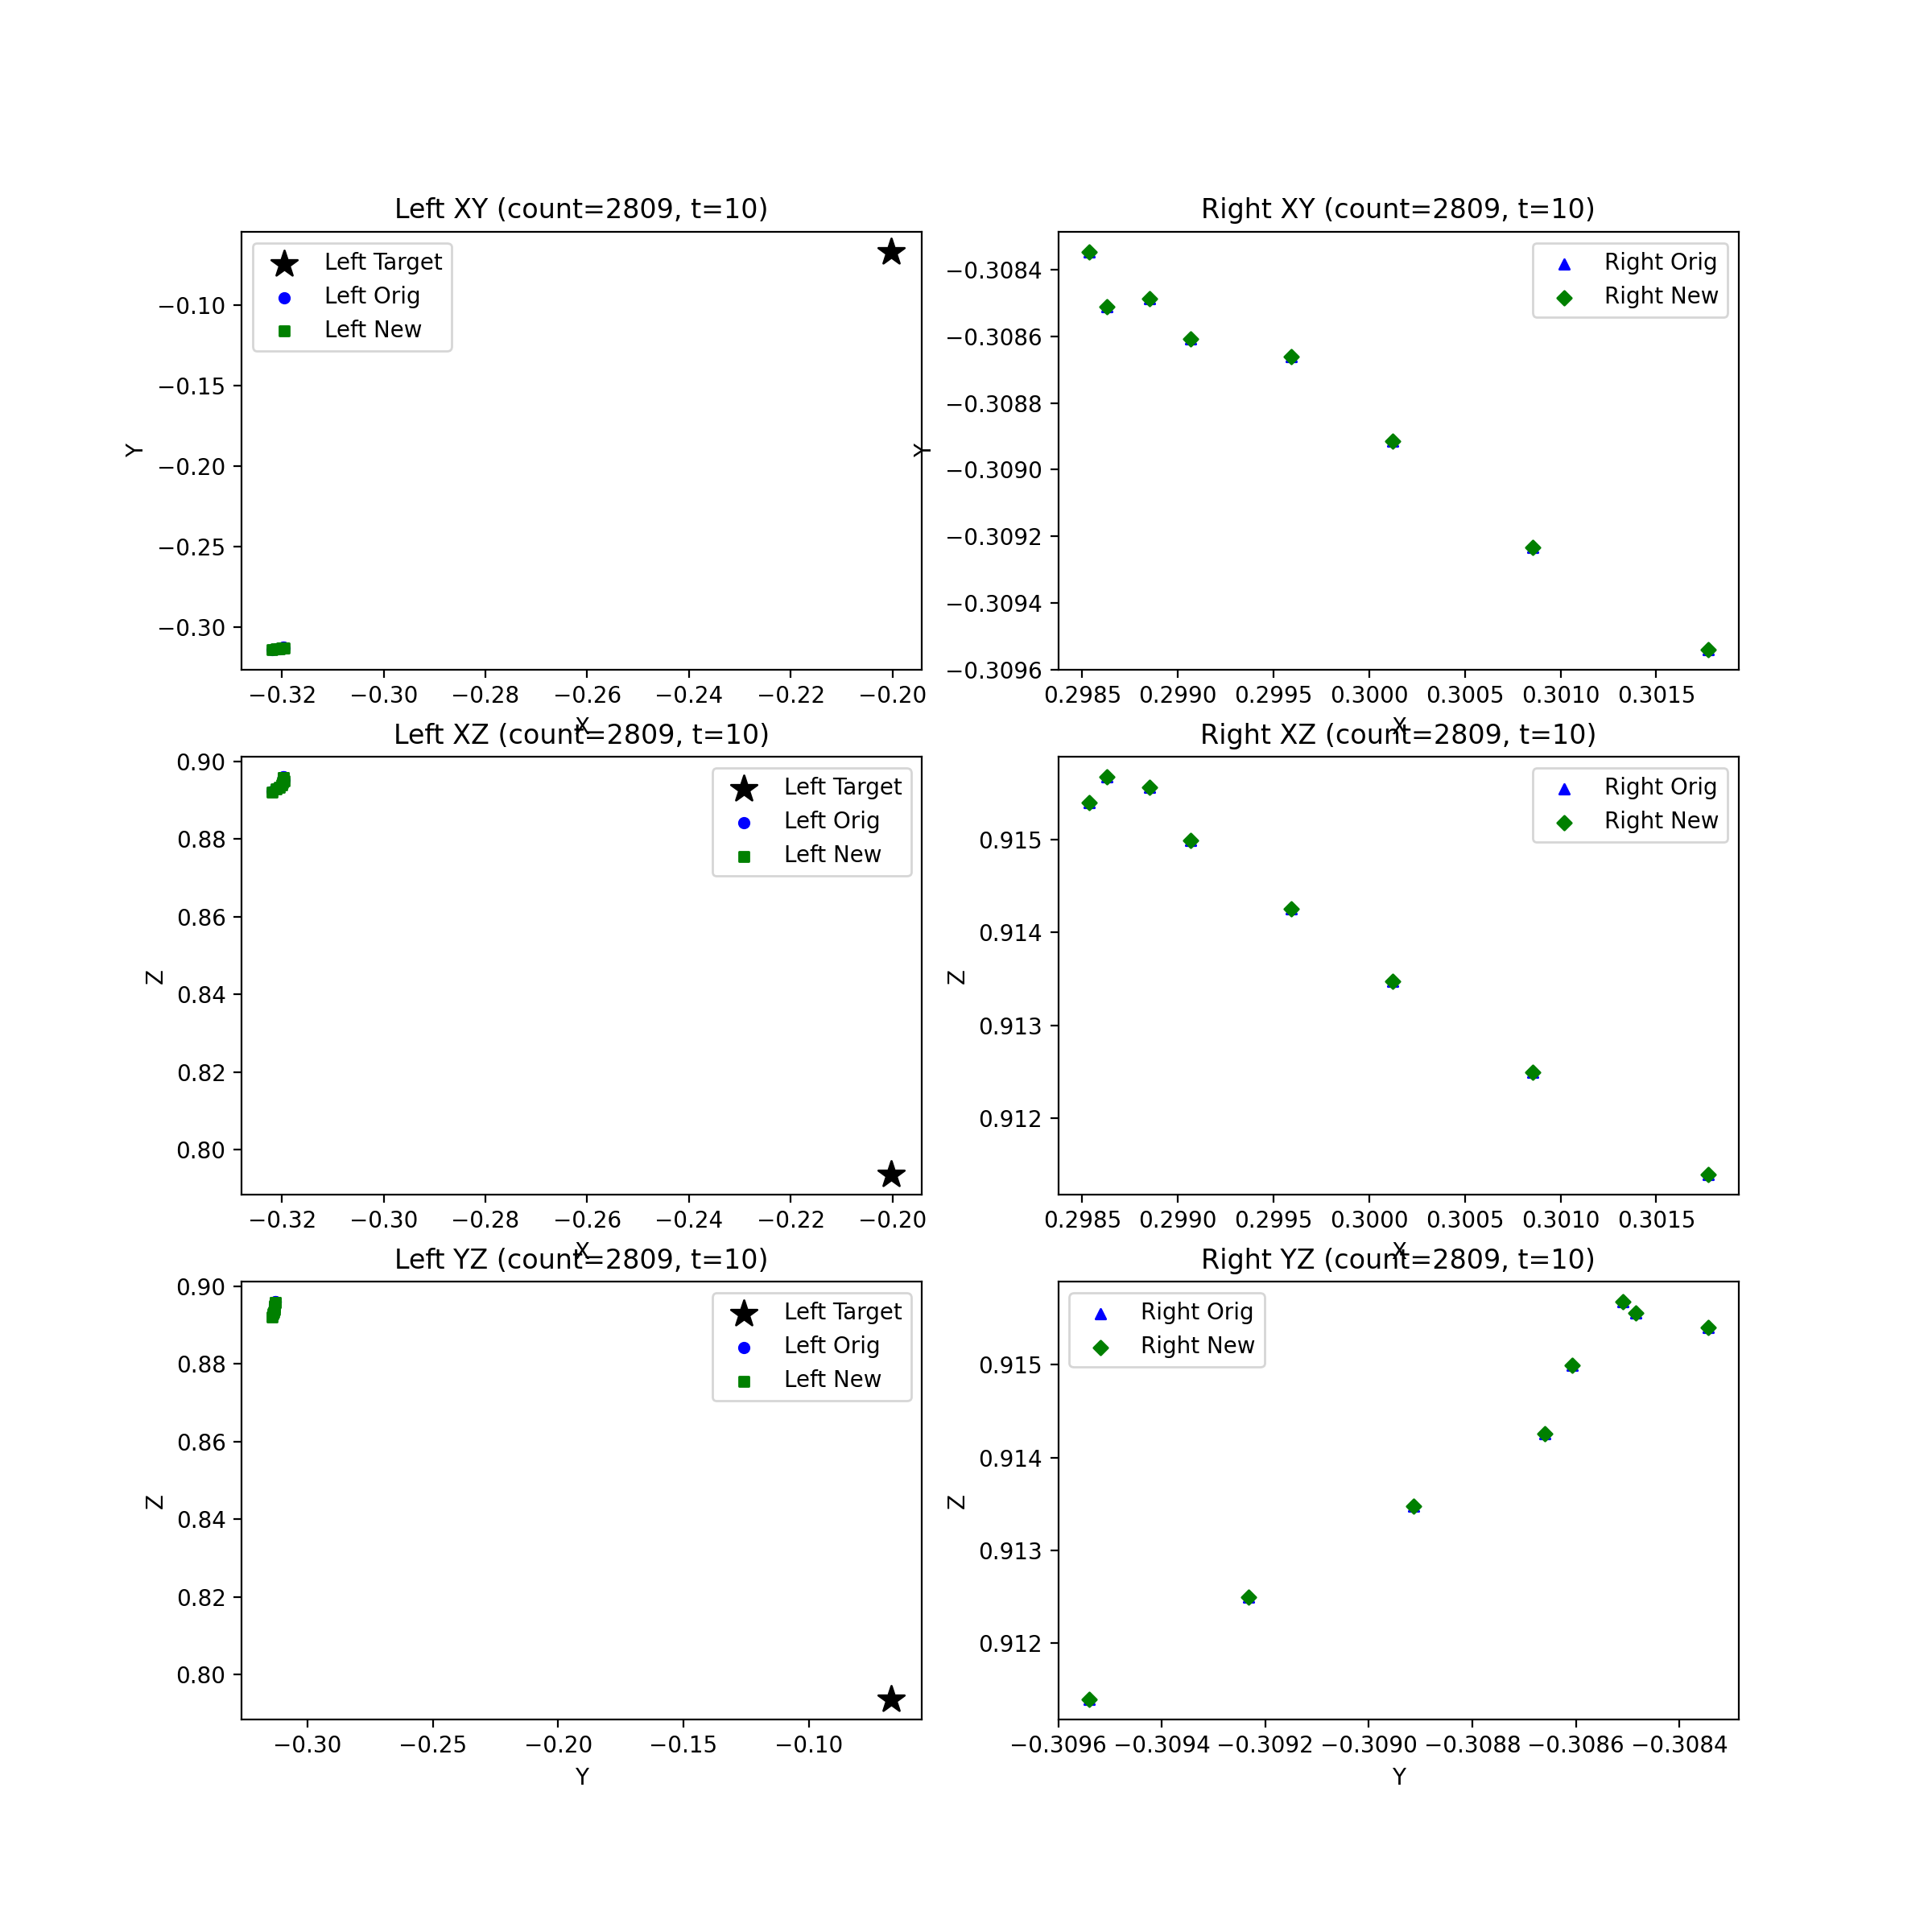 Left XY (count=2809, t=10)
Left Target
Left Orig
Left New
−0.10
−0.15
−0.20
−0.25
−0.30
Y
−0.32 −0.30 −0.28 −0.26 −0.24 −0.22 −0.20
X
Right XY (count=2809, t=10)
Right Orig
Right New
−0.3084
−0.3086
−0.3088
−0.3090
−0.3092
−0.3094
−0.3096
Y
0.2985 0.2990 0.2995 0.3000 0.3005 0.3010 0.3015
X
Left XZ (count=2809, t=10)
Left Target
Left Orig
Left New
0.90
0.88
0.86
0.84
0.82
0.80
Z
−0.32 −0.30 −0.28 −0.26 −0.24 −0.22 −0.20
X
Right XZ (count=2809, t=10)
Right Orig
Right New
0.915
0.914
0.913
0.912
Z
0.2985 0.2990 0.2995 0.3000 0.3005 0.3010 0.3015
X
Left YZ (count=2809, t=10)
Left Target
Left Orig
Left New
0.90
0.88
0.86
0.84
0.82
0.80
Z
−0.30 −0.25 −0.20 −0.15 −0.10
Y
Right YZ (count=2809, t=10)
Right Orig
Right New
0.915
0.914
0.913
0.912
Z
−0.3096 −0.3094 −0.3092 −0.3090 −0.3088 −0.3086 −0.3084
Y